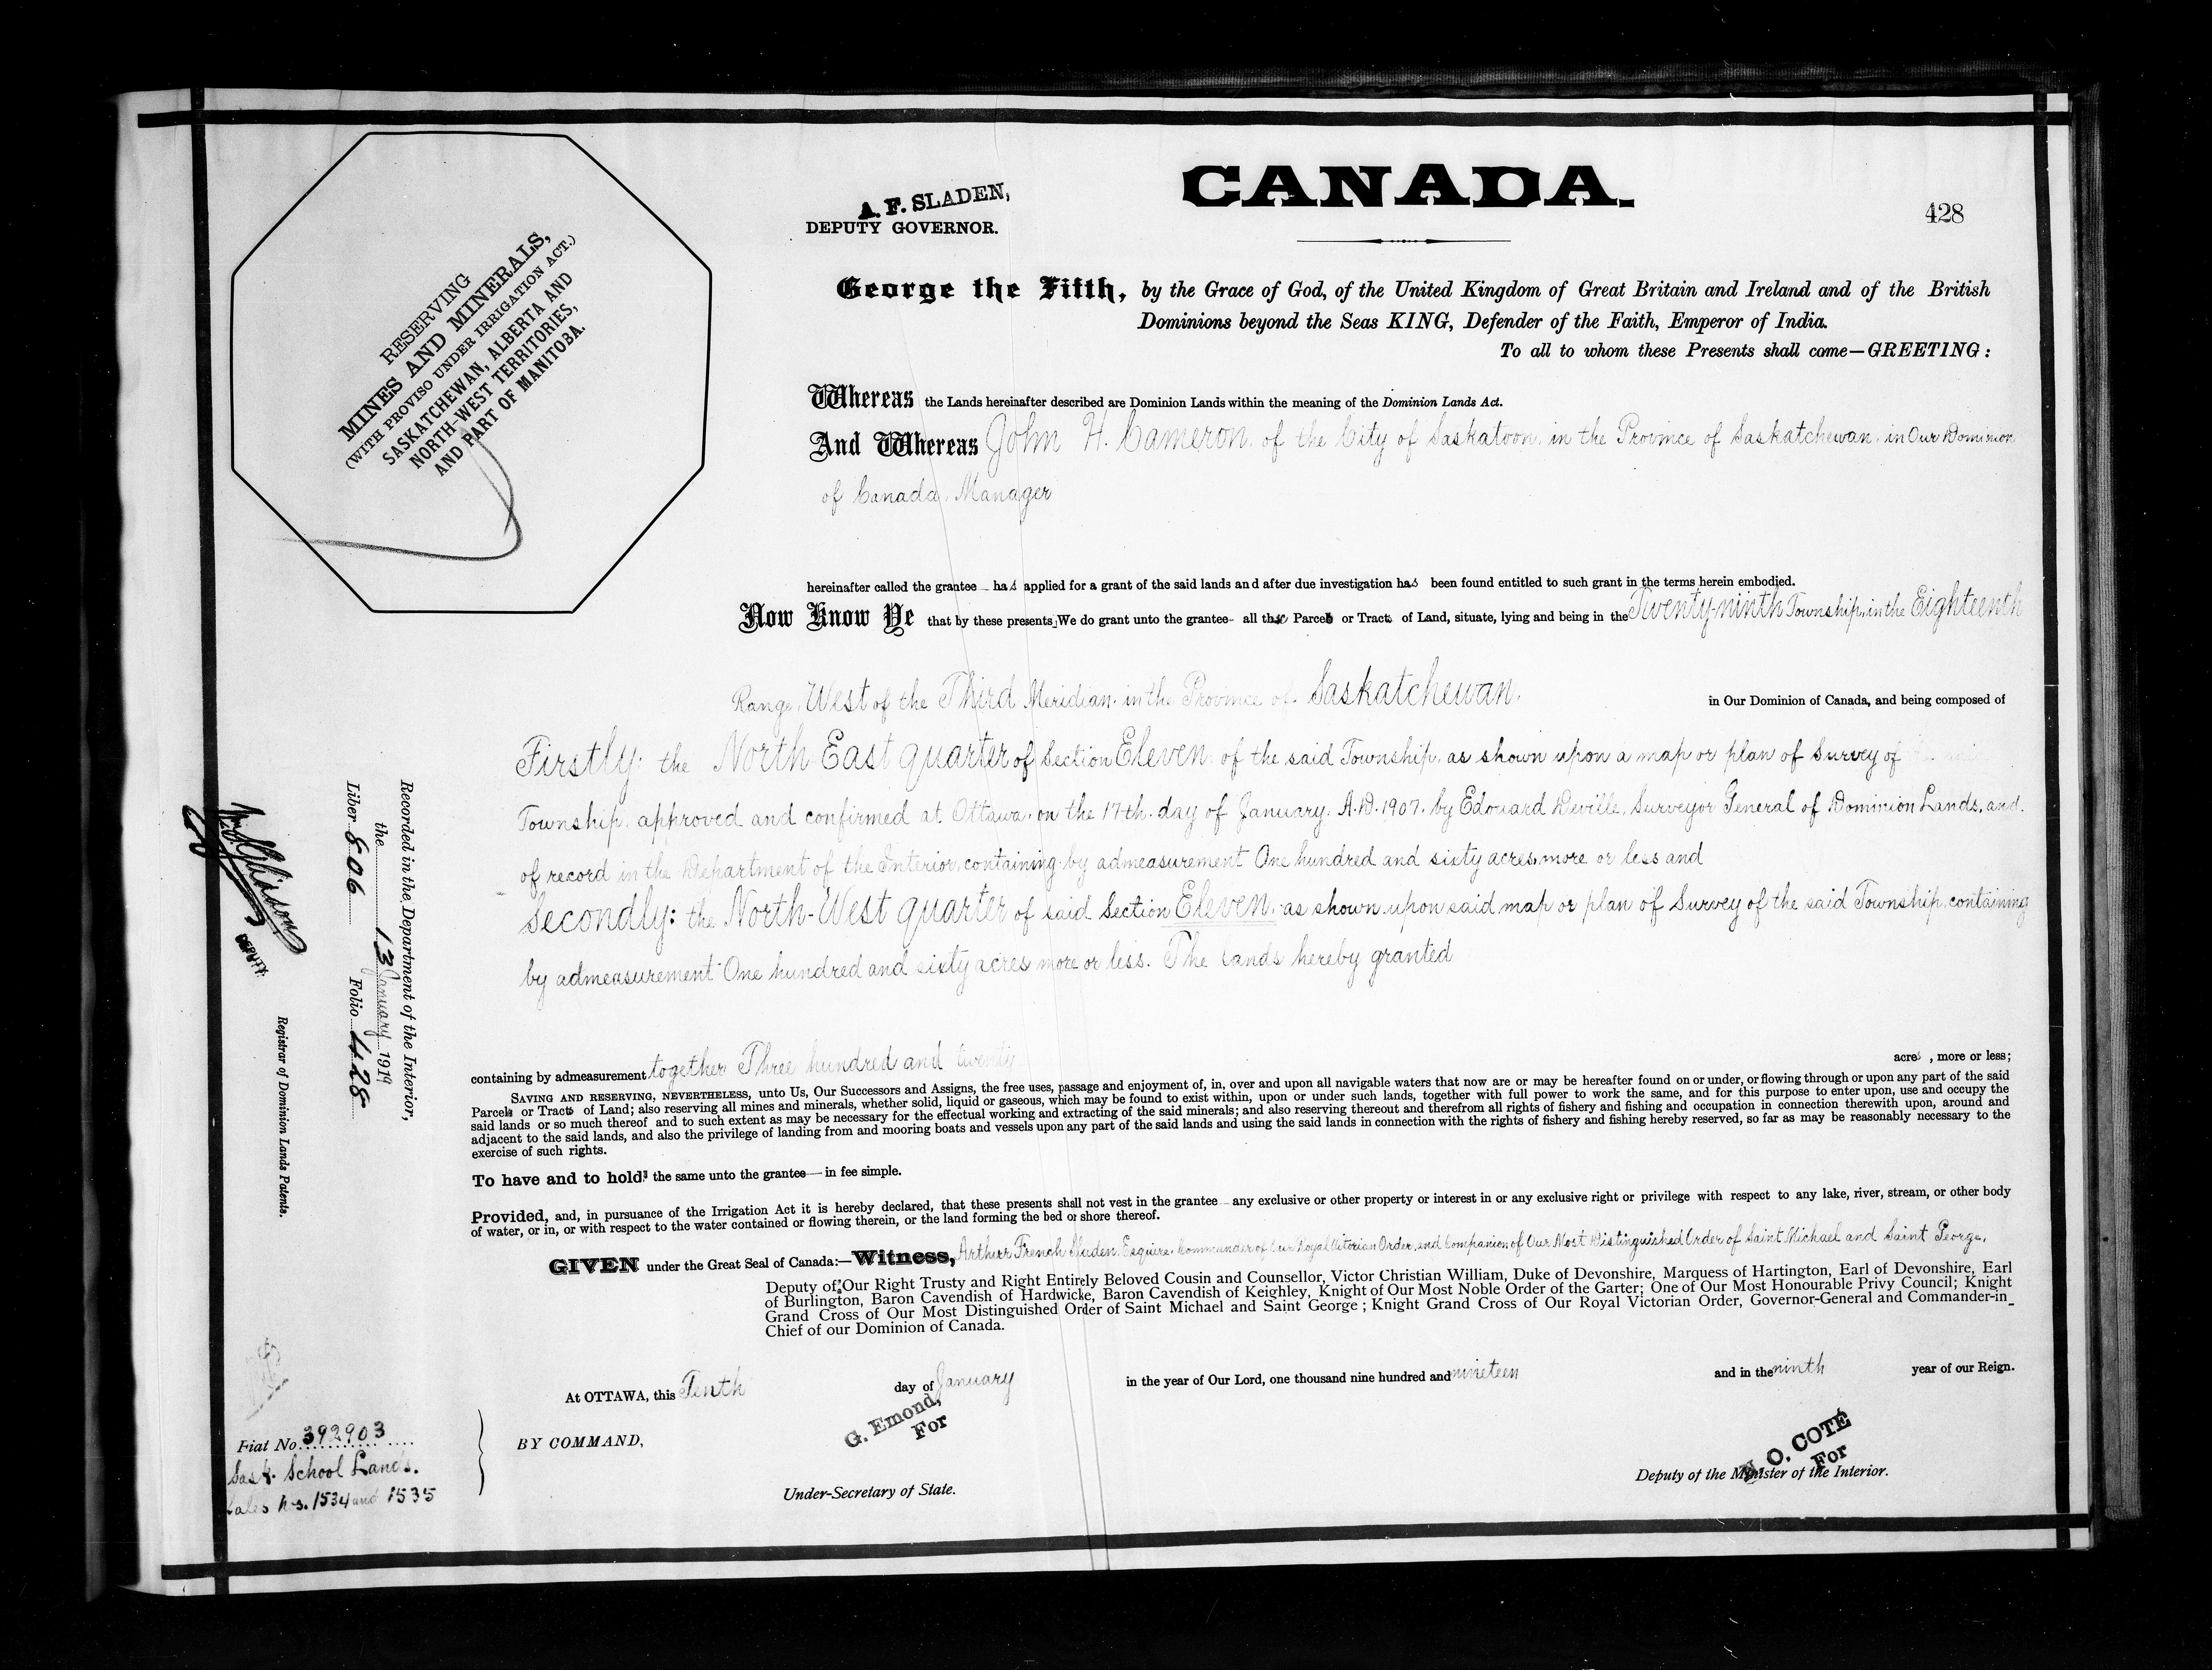 CANADA.
A. F. SLADEN,
DEPUTY GOVERNOR.
428
RESERVING
MINES AND MINERALS,
(WITH PROVISO UNDER IRRIGATION ACT.)
SASKATCHEWAN, ALBERTA AND
NORTH-WEST TERRITORIES,
AND PART OF MANITOBA.
George the Fifth, by the Grace of God, of the United Kingdom of Great Britain and Ireland and of the British
Dominions beyond the Seas KING, Defender of the Faith, Emperor of India.
To all to whom these Presents shall come—GREETING:
Whereas the Lands hereinafter described are Dominion Lands within the meaning of the Dominion Lands Act.
And Whereas John H. Cameron, of the City of Saskatoon, in the Province of Saskatchewan, in Our Dominion
of Canada, Manager
hereinafter called the grantee has applied for a grant of the said lands and after due investigation has been found entitled to such grant in the terms herein embodied.
Now Know Ye that by these presents We do grant unto the grantee all those Parcels or Tracts of Land, situate, lying and being in the Twenty-ninth Township, in the Eighteenth
Range, West of the Third Meridian, in the Province of Saskatchewan, in Our Dominion of Canada, and being composed of
Firstly: the North East quarter of Section Eleven, of the said Township, as shown upon a map or plan of Survey of the said
Township, approved and confirmed at Ottawa, on the 17th. day of January, A.D. 1907, by Edouard Deville, Surveyor General of Dominion Lands, and
of record in the Department of the Interior, containing by admeasurement One hundred and sixty acres, more or less and
Secondly: the North-West quarter of said Section Eleven, as shown upon said map or plan of Survey of the said Township, containing
by admeasurement One hundred and sixty acres more or less. The Lands hereby granted
containing by admeasurement together Three hundred and twenty acres, more or less;
SAVING AND RESERVING, NEVERTHELESS, unto Us, Our Successors and Assigns, the free uses, passage and enjoyment of, in, over and upon all navigable waters that now are or may be hereafter found on or under, or flowing through or upon any part of the said
Parcels or Tracts of Land; also reserving all mines and minerals, whether solid, liquid or gaseous, which may be found to exist within, upon or under such lands, together with full power to work the same, and for this purpose to enter upon, use and occupy the
said lands or so much thereof and to such extent as may be necessary for the effectual working and extracting of the said minerals; and also reserving thereout and therefrom all rights of fishery and fishing and occupation in connection therewith upon, around and
adjacent to the said lands, and also the privilege of landing from and mooring boats and vessels upon any part of the said lands and using the said lands in connection with the rights of fishery and fishing hereby reserved, so far as may be reasonably necessary to the
exercise of such rights.
To have and to hold the same unto the grantee in fee simple.
Provided, and, in pursuance of the Irrigation Act it is hereby declared, that these presents shall not vest in the grantee any exclusive or other property or interest in or any exclusive right or privilege with respect to any lake, river, stream, or other body
of water, or in, or with respect to the water contained or flowing therein, or the land forming the bed or shore thereof.
GIVEN under the Great Seal of Canada:—Witness, Arthur French Sladen, Esquire, Commander of Our Royal Victorian Order, and Companion of Our Most Distinguished Order of Saint Michael and Saint George,
Deputy of Our Right Trusty and Right Entirely Beloved Cousin and Counsellor, Victor Christian William, Duke of Devonshire, Marquess of Hartington, Earl of Devonshire, Earl
of Burlington, Baron Cavendish of Hardwicke, Baron Cavendish of Keighley, Knight of Our Most Noble Order of the Garter; One of Our Most Honourable Privy Council; Knight
Grand Cross of Our Most Distinguished Order of Saint Michael and Saint George; Knight Grand Cross of Our Royal Victorian Order, Governor-General and Commander-in
Chief of our Dominion of Canada.
At OTTAWA, this Tenth day of January in the year of Our Lord, one thousand nine hundred and nineteen and in the ninth year of our Reign.
BY COMMAND,
G. Emond,
For
Under-Secretary of State.
N. O. COTÉ
For
Deputy of the Minister of the Interior.
Recorded in the Department of the Interior,
the 13 January 1919
Liber 806 Folio 428
DEPUTY
Registrar of Dominion Lands Patents.
Fiat No. 392903
Sask. School Lands.
Sales Nos. 1534 and 1535